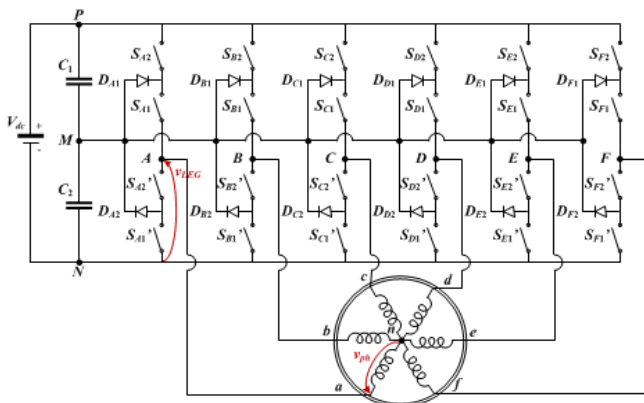 P
S_A2 S_B2 S_C2 S_D2 S_E2 S_F2
C_1 D_A1 D_B1 D_C1 D_D1 D_E1 D_F1
S_A1 S_B1 S_C1 S_D1 S_E1 S_F1
V_dc +
-
M
A B C D E F
v_LEG
S_A2' S_B2' S_C2' S_D2' S_E2' S_F2'
C_2 D_A2 D_B2 D_C2 D_D2 D_E2 D_F2
S_A1' S_B1' S_C1' S_D1' S_E1' S_F1'
N
c d
b n e
v_ph
a f